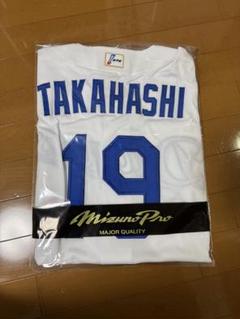 TAKAHASHI
19
Mizuno Pro
MAJOR QUALITY